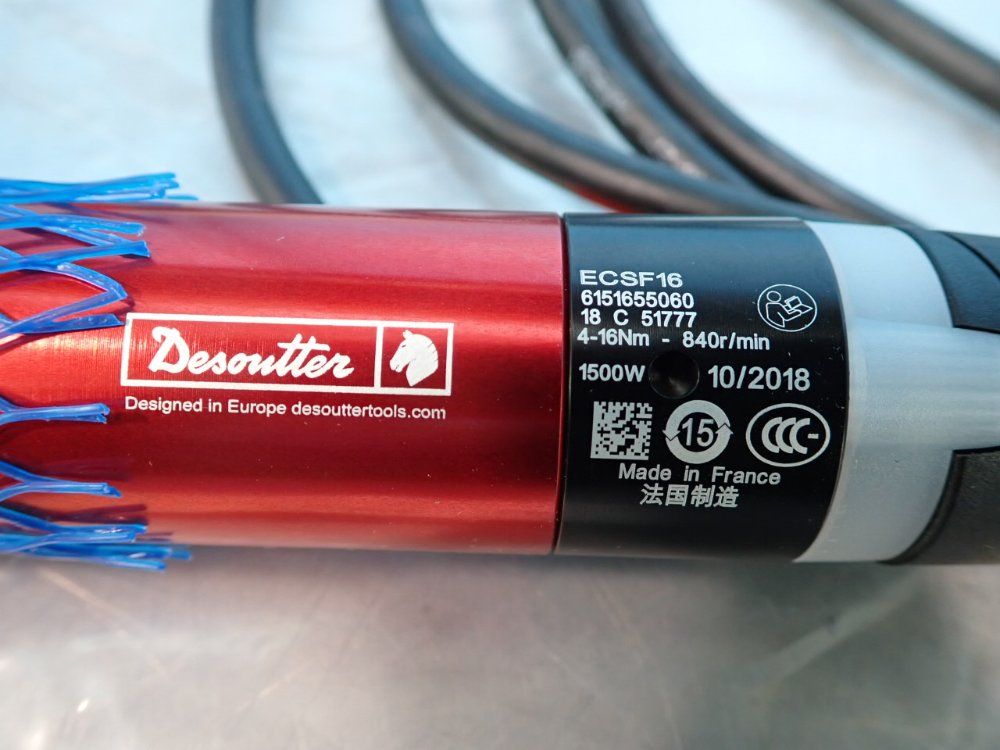 Desoutter
Designed in Europe desouttertools.com
ECSF16
6151655060
18 C 51777
4-16Nm - 840r/min
1500W 10/2018
15
CCC
Made in France
法国制造